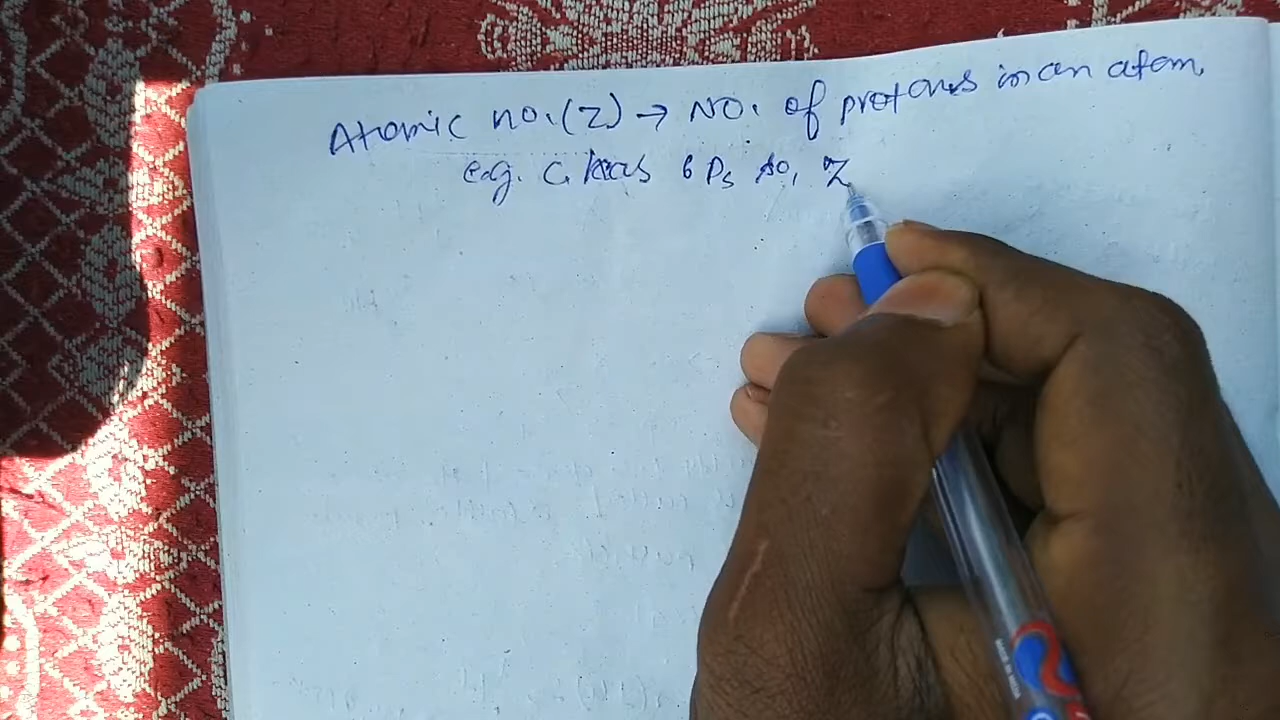 Atomic no.(Z) → NO. of protons in an atom.
e.g. C. has 6 Ps so, Z